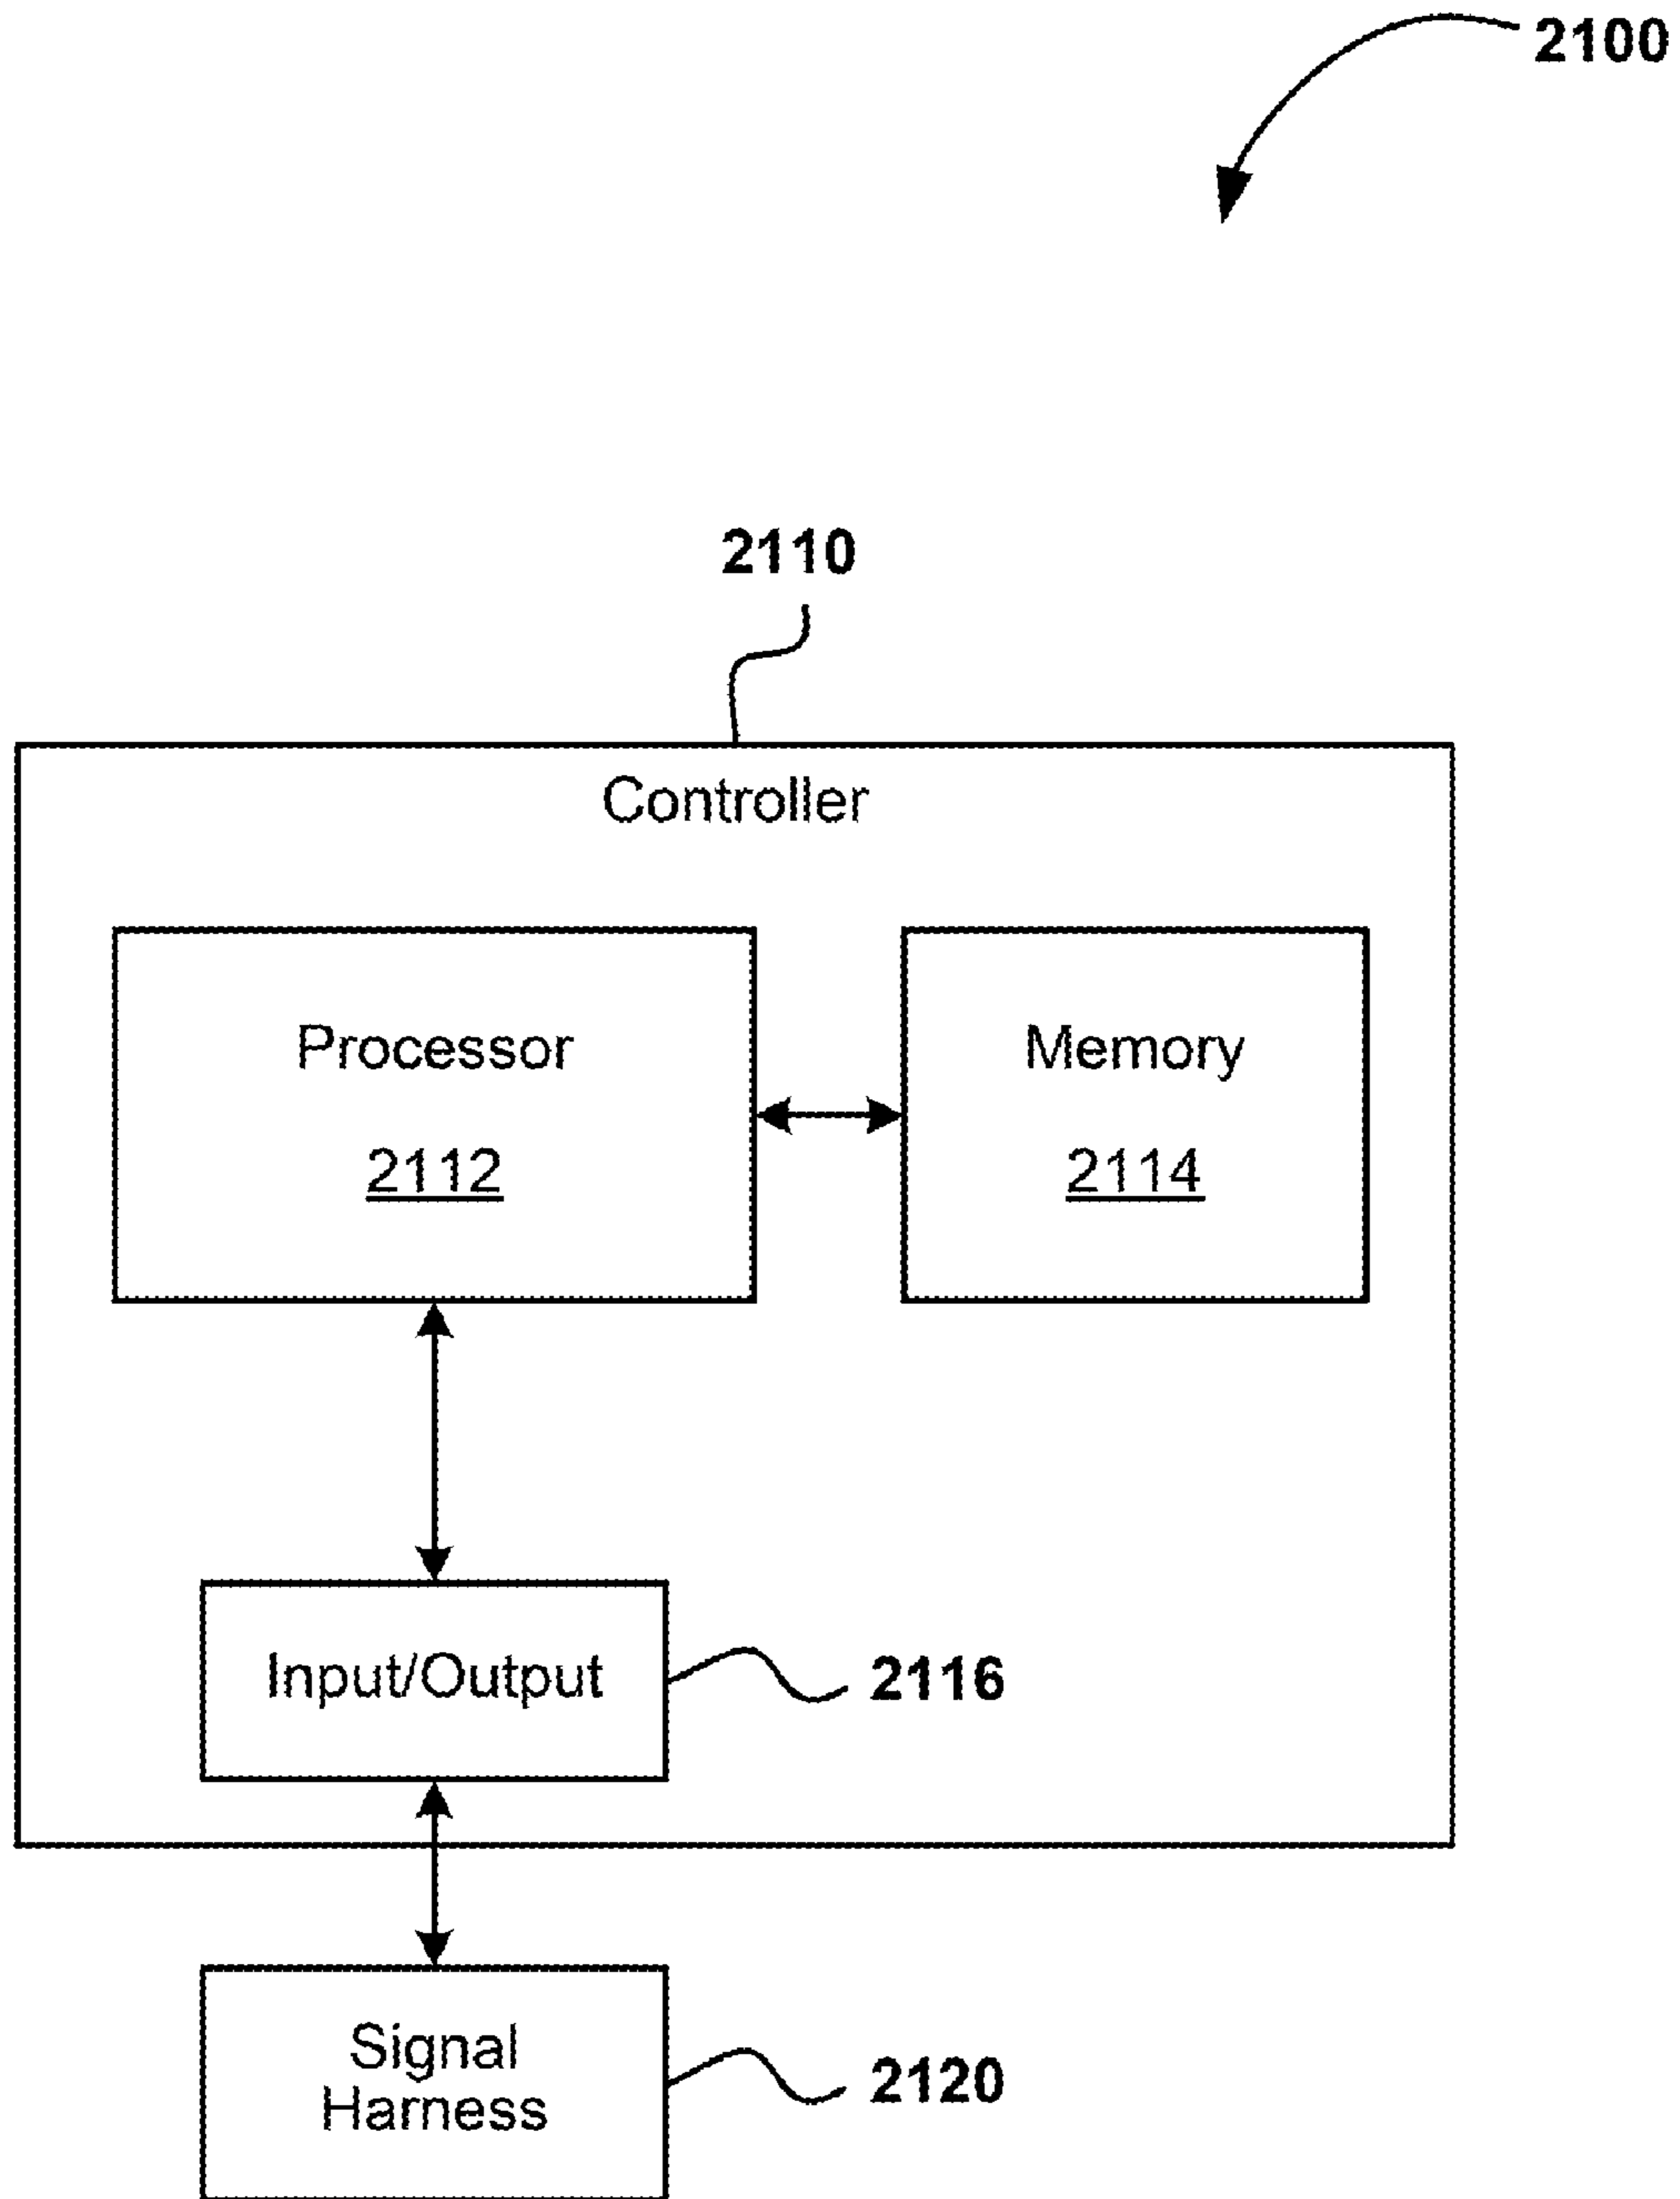 2100
2110
Controller
Processor
2112
Memory
2114
Input/Output
2116
Signal
Harness
2120